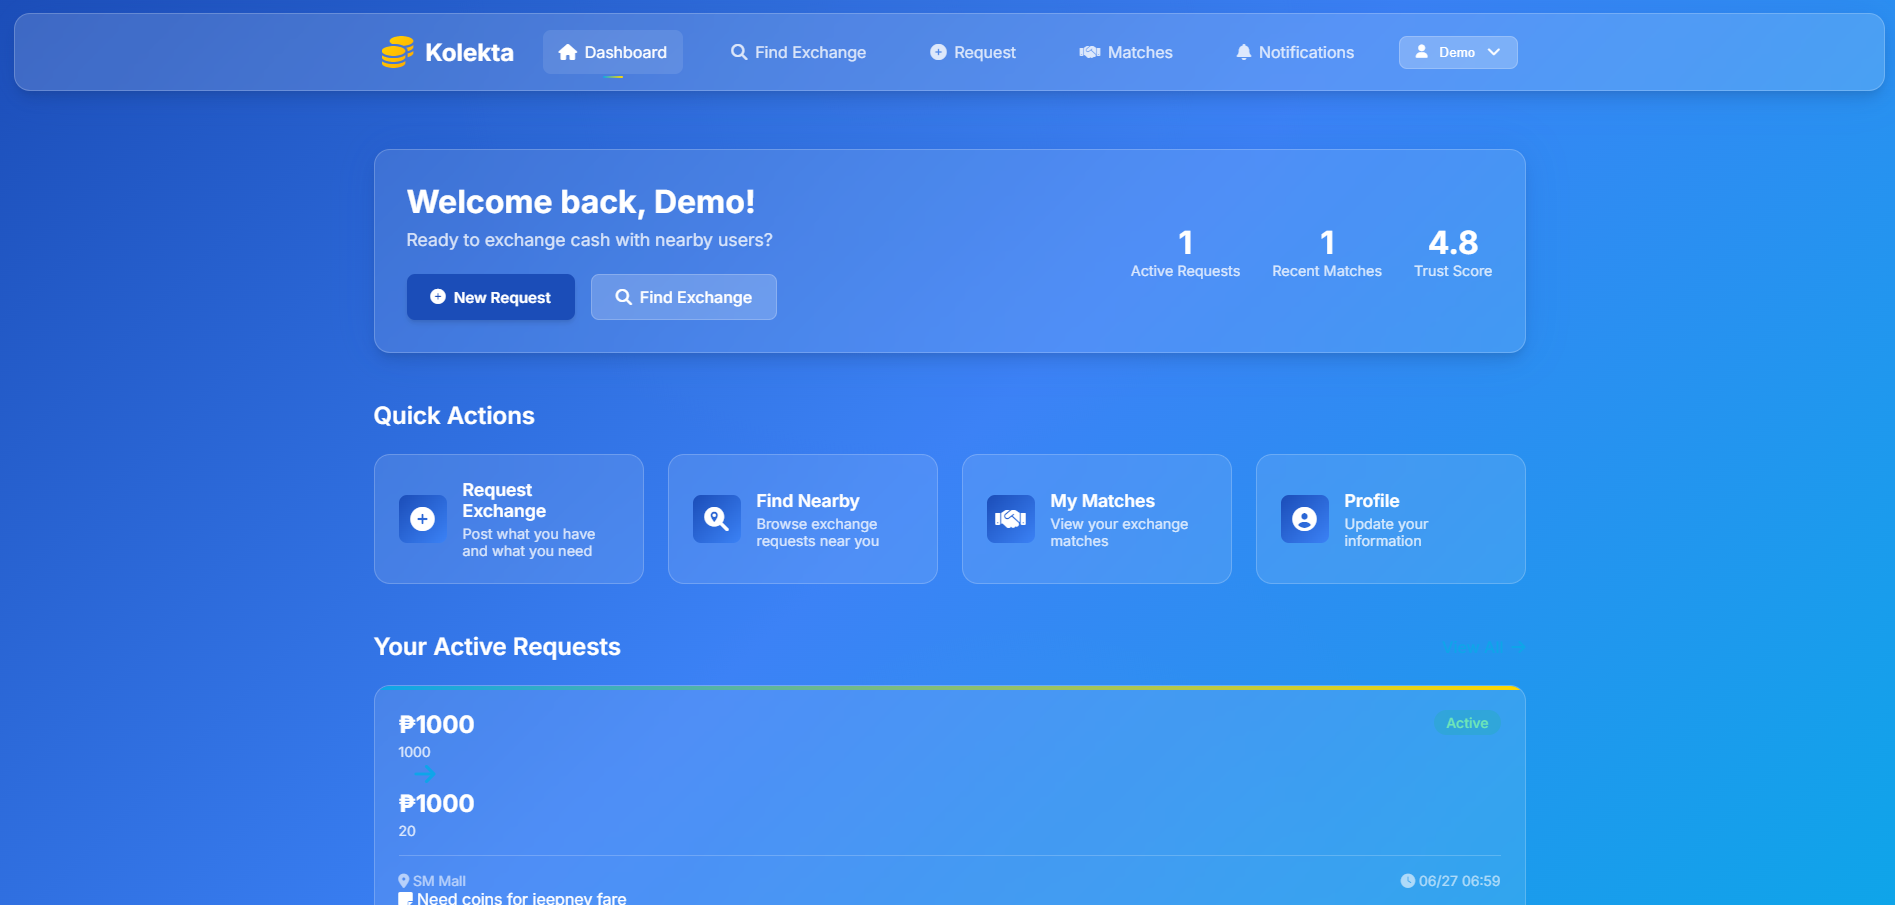 Kolekta
Dashboard
Find Exchange
Request
Matches
Notifications
Demo
Welcome back, Demo!
Ready to exchange cash with nearby users?
New Request
Find Exchange
1
Active Requests
1
Recent Matches
4.8
Trust Score
Quick Actions
Request
Exchange
Post what you have
and what you need
Find Nearby
Browse exchange
requests near you
My Matches
View your exchange
matches
Profile
Update your
information
Your Active Requests
View All
₱1000
1000
Active
₱1000
20
SM Mall
06/27 06:59
Need coins for jeepney fare